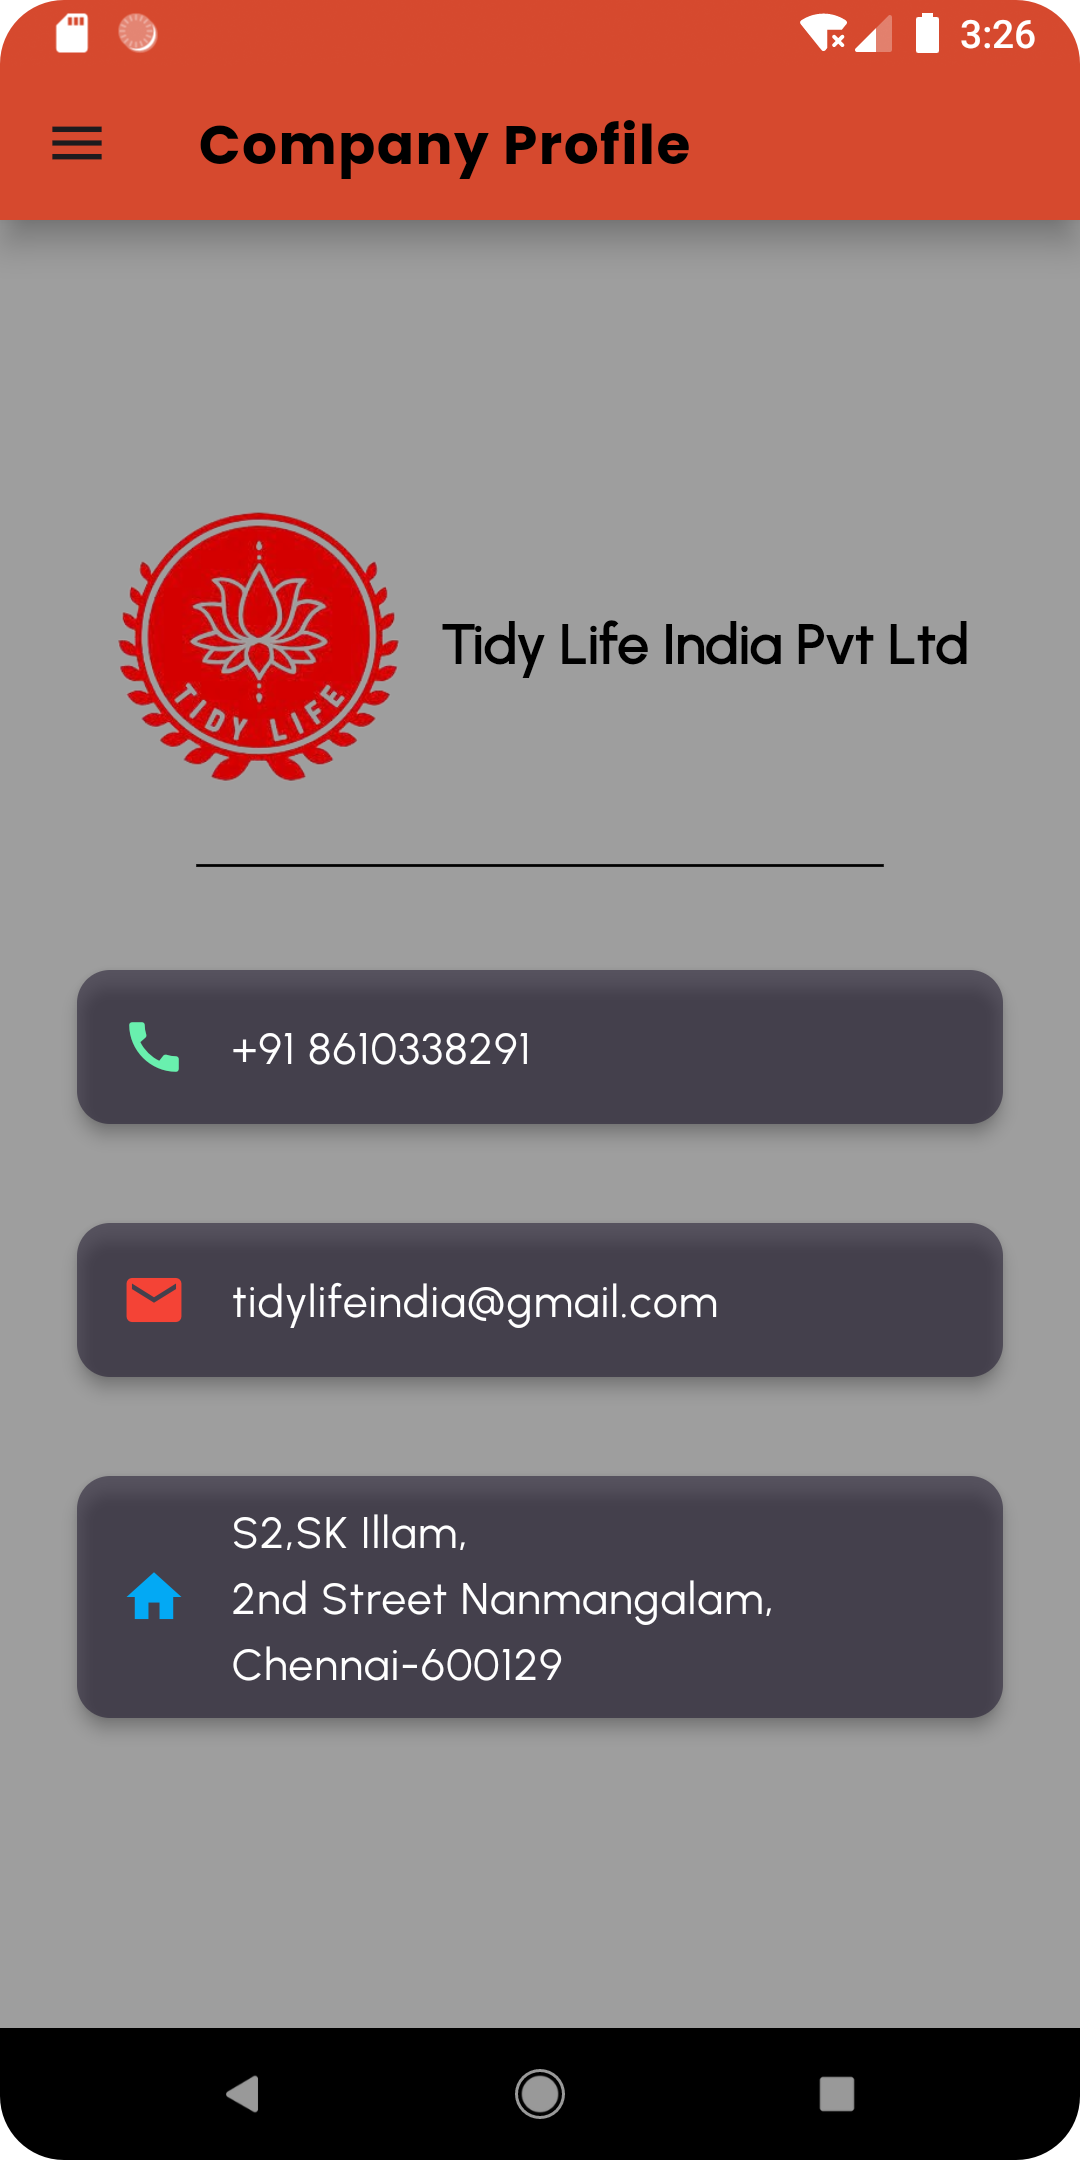 3:26
Company Profile
TIDY LIFE
Tidy Life India Pvt Ltd
+91 8610338291
tidylifeindia@gmail.com
S2,SK Illam,
2nd Street Nanmangalam,
Chennai-600129